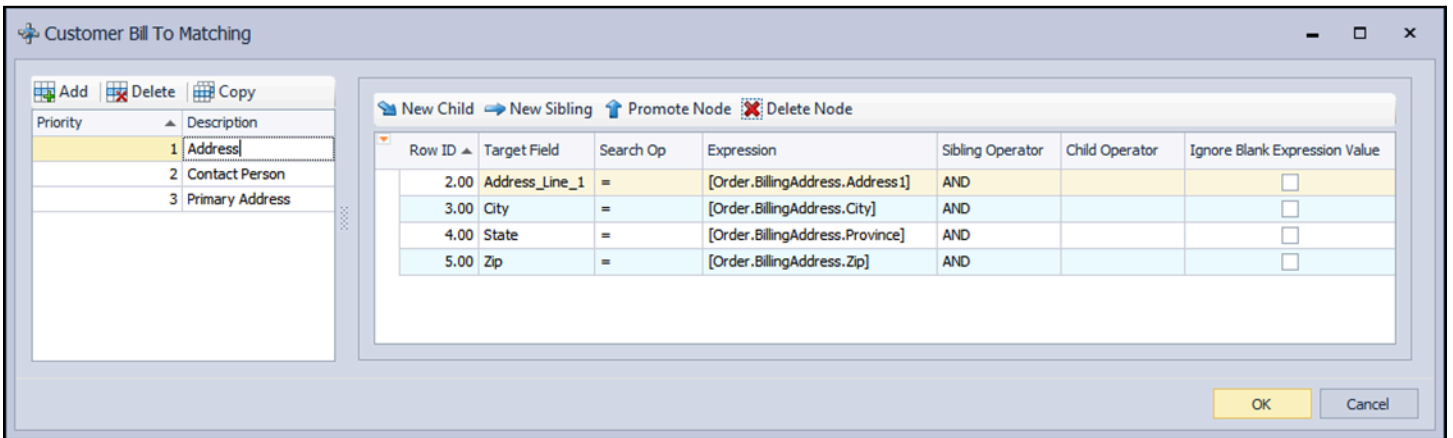 Customer Bill To Matching
Add Delete Copy
Priority Description
1 Address
2 Contact Person
3 Primary Address
New Child New Sibling Promote Node Delete Node
Row ID Target Field Search Op Expression Sibling Operator Child Operator Ignore Blank Expression Value
2.00 Address_Line_1 = [Order.BillingAddress.Address1] AND
3.00 City = [Order.BillingAddress.City] AND
4.00 State = [Order.BillingAddress.Province] AND
5.00 Zip = [Order.BillingAddress.Zip] AND
OK Cancel